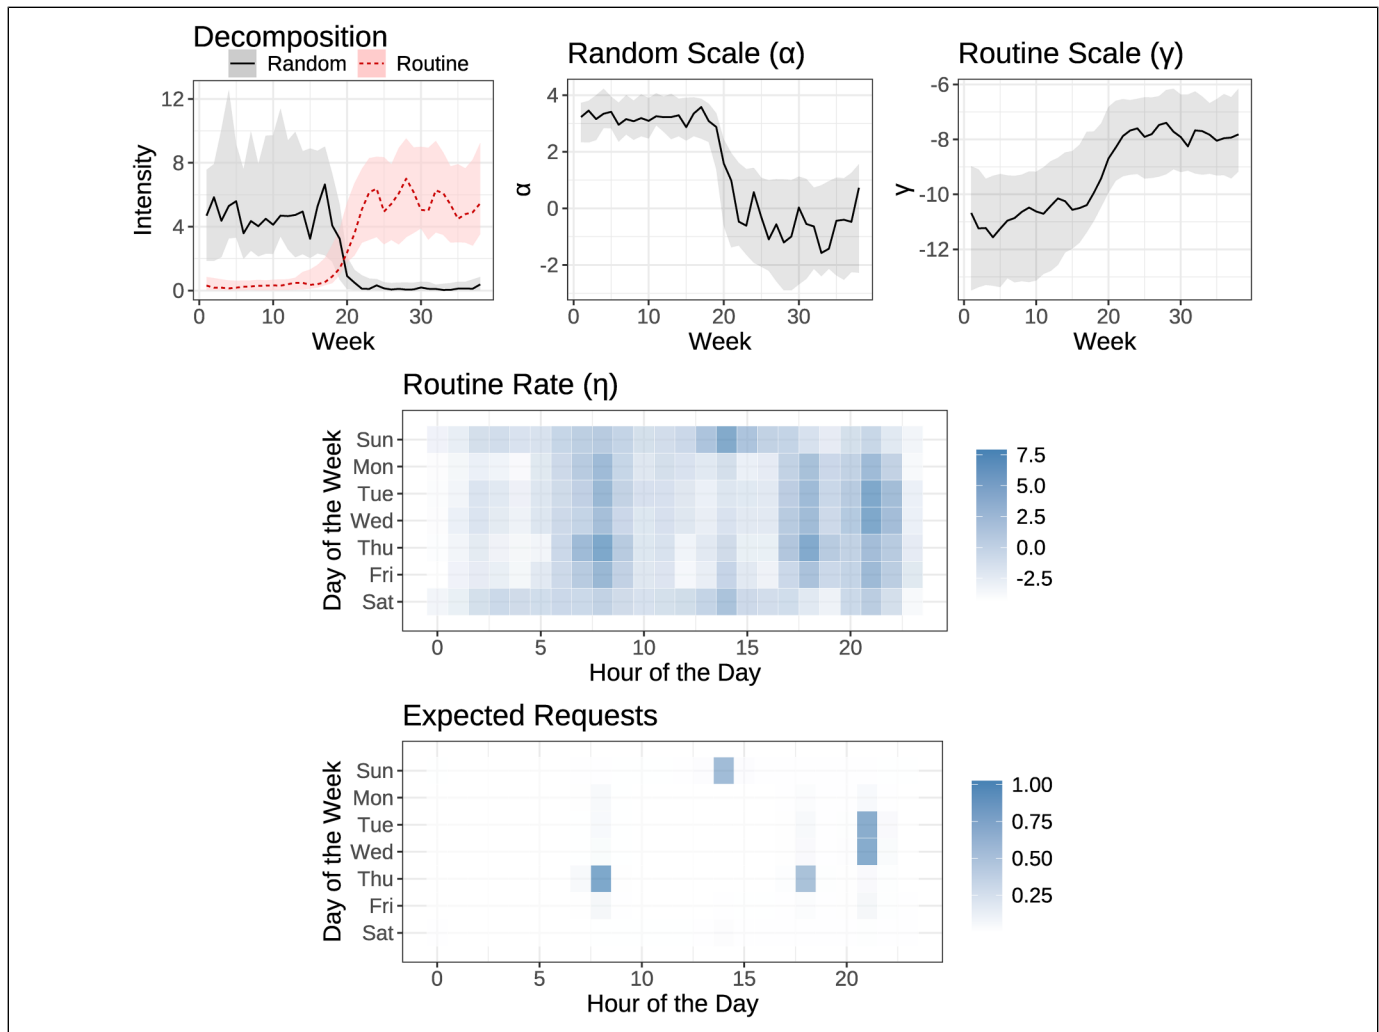 Decomposition
Random Routine
Intensity
12
8
4
0
0 10 20 30
Week
Random Scale (α)
α
4
2
0
-2
0 10 20 30
Week
Routine Scale (γ)
γ
-6
-8
-10
-12
0 10 20 30
Week
Routine Rate (η)
Day of the Week
Sun
Mon
Tue
Wed
Thu
Fri
Sat
0 5 10 15 20
Hour of the Day
7.5
5.0
2.5
0.0
-2.5
Expected Requests
Day of the Week
Sun
Mon
Tue
Wed
Thu
Fri
Sat
0 5 10 15 20
Hour of the Day
1.00
0.75
0.50
0.25